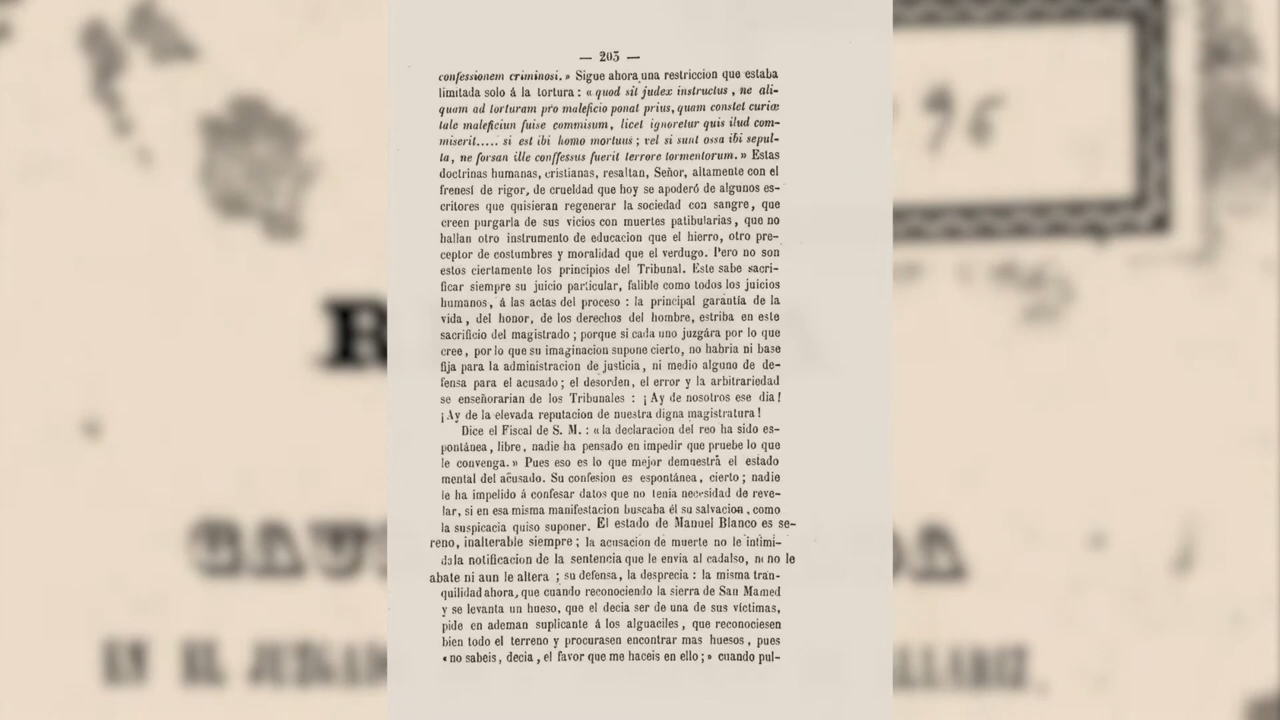 — 203 —
confessionem criminosi. » Sigue ahora una restriccion que estaba
limitada solo á la tortura : « quod sit judex instructus , ne ali-
quam ad torturam pro maleficio ponat prius, quam constet curiæ
tale maleficiun fuise commisum, licet ignoretur quis ilud com-
miserit..... si est ibi homo mortuus ; vel si sunt ossa ibi sepul-
ta, ne forsan ille conffessus fuerit terrore tormentorum. » Estas
doctrinas humanas, cristianas, resaltan, Señor, altamente con el
frenesí de rigor, de crueldad que hoy se apoderó de algunos es-
critores que quisieran regenerar la sociedad con sangre, que
creen purgarla de sus vicios con muertes patibularias , que no
hallan otro instrumento de educacion que el hierro, otro pre-
ceptor de costumbres y moralidad que el verdugo. Pero no son
estos ciertamente los principios del Tribunal. Este sabe sacri-
ficar siempre su juicio particular, falible como todos los juicios
humanos, á las actas del proceso : la principal garantía de la
vida , del honor, de los derechos del hombre, estriba en este
sacrificio del magistrado ; porque si cada uno juzgára por lo que
cree, por lo que su imaginacion supone cierto, no habria ni base
fija para la administracion de justicia, ni medio alguno de de-
fensa para el acusado ; el desorden, el error y la arbitrariedad
se enseñorarian de los Tribunales : ¡ Ay de nosotros ese dia !
¡ Ay de la elevada reputacion de nuestra digna magistratura !
Dice el Fiscal de S. M. : « la declaracion del reo ha sido es-
pontánea , libre, nadie ha pensado en impedir que pruebe lo que
le convenga. » Pues eso es lo que mejor demuestra el estado
mental del acusado. Su confesion es espontánea, cierto ; nadie
le ha impelido á confesar datos que no tenia necesidad de reve-
lar, si en esa misma manifestacion buscaba él su salvacion , como
la suspicacia quiso suponer. El estado de Manuel Blanco es se-
reno, inalterable siempre ; la acusacion de muerte no le intimi-
da la notificacion de la sentencia que le envia al cadalso, ni no le
abate ni aun le altera ; su defensa, la desprecia : la misma tran-
quilidad ahora, que cuando reconociendo la sierra de San Mamed
y se levanta un hueso, que el decia ser de una de sus víctimas,
pide en ademan suplicante á los alguaciles , que reconociesen
bien todo el terreno y procurasen encontrar mas huesos , pues
« no sabeis, decia , el favor que me haceis en ello ; » cuando pul-
96